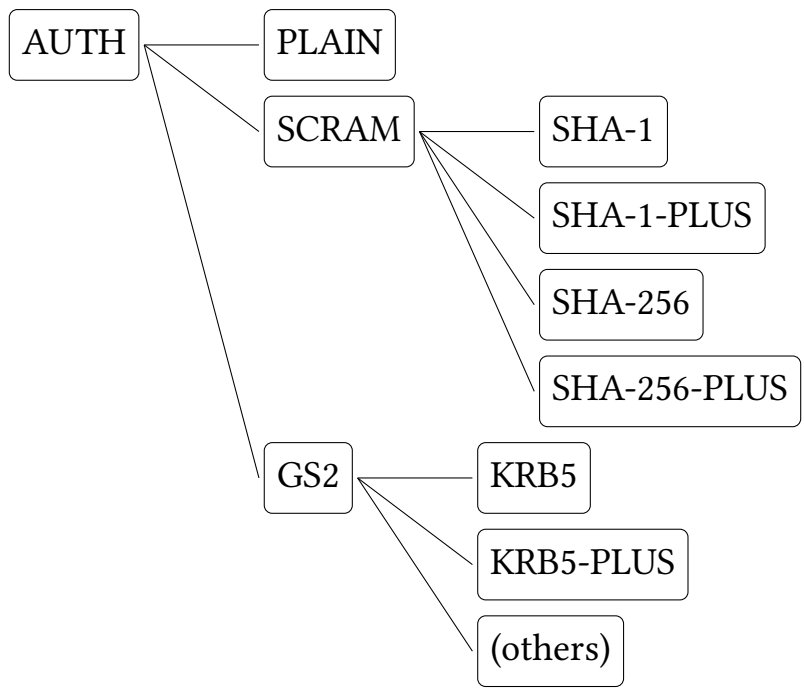 AUTH
PLAIN
SCRAM
SHA-1
SHA-1-PLUS
SHA-256
SHA-256-PLUS
GS2
KRB5
KRB5-PLUS
(others)